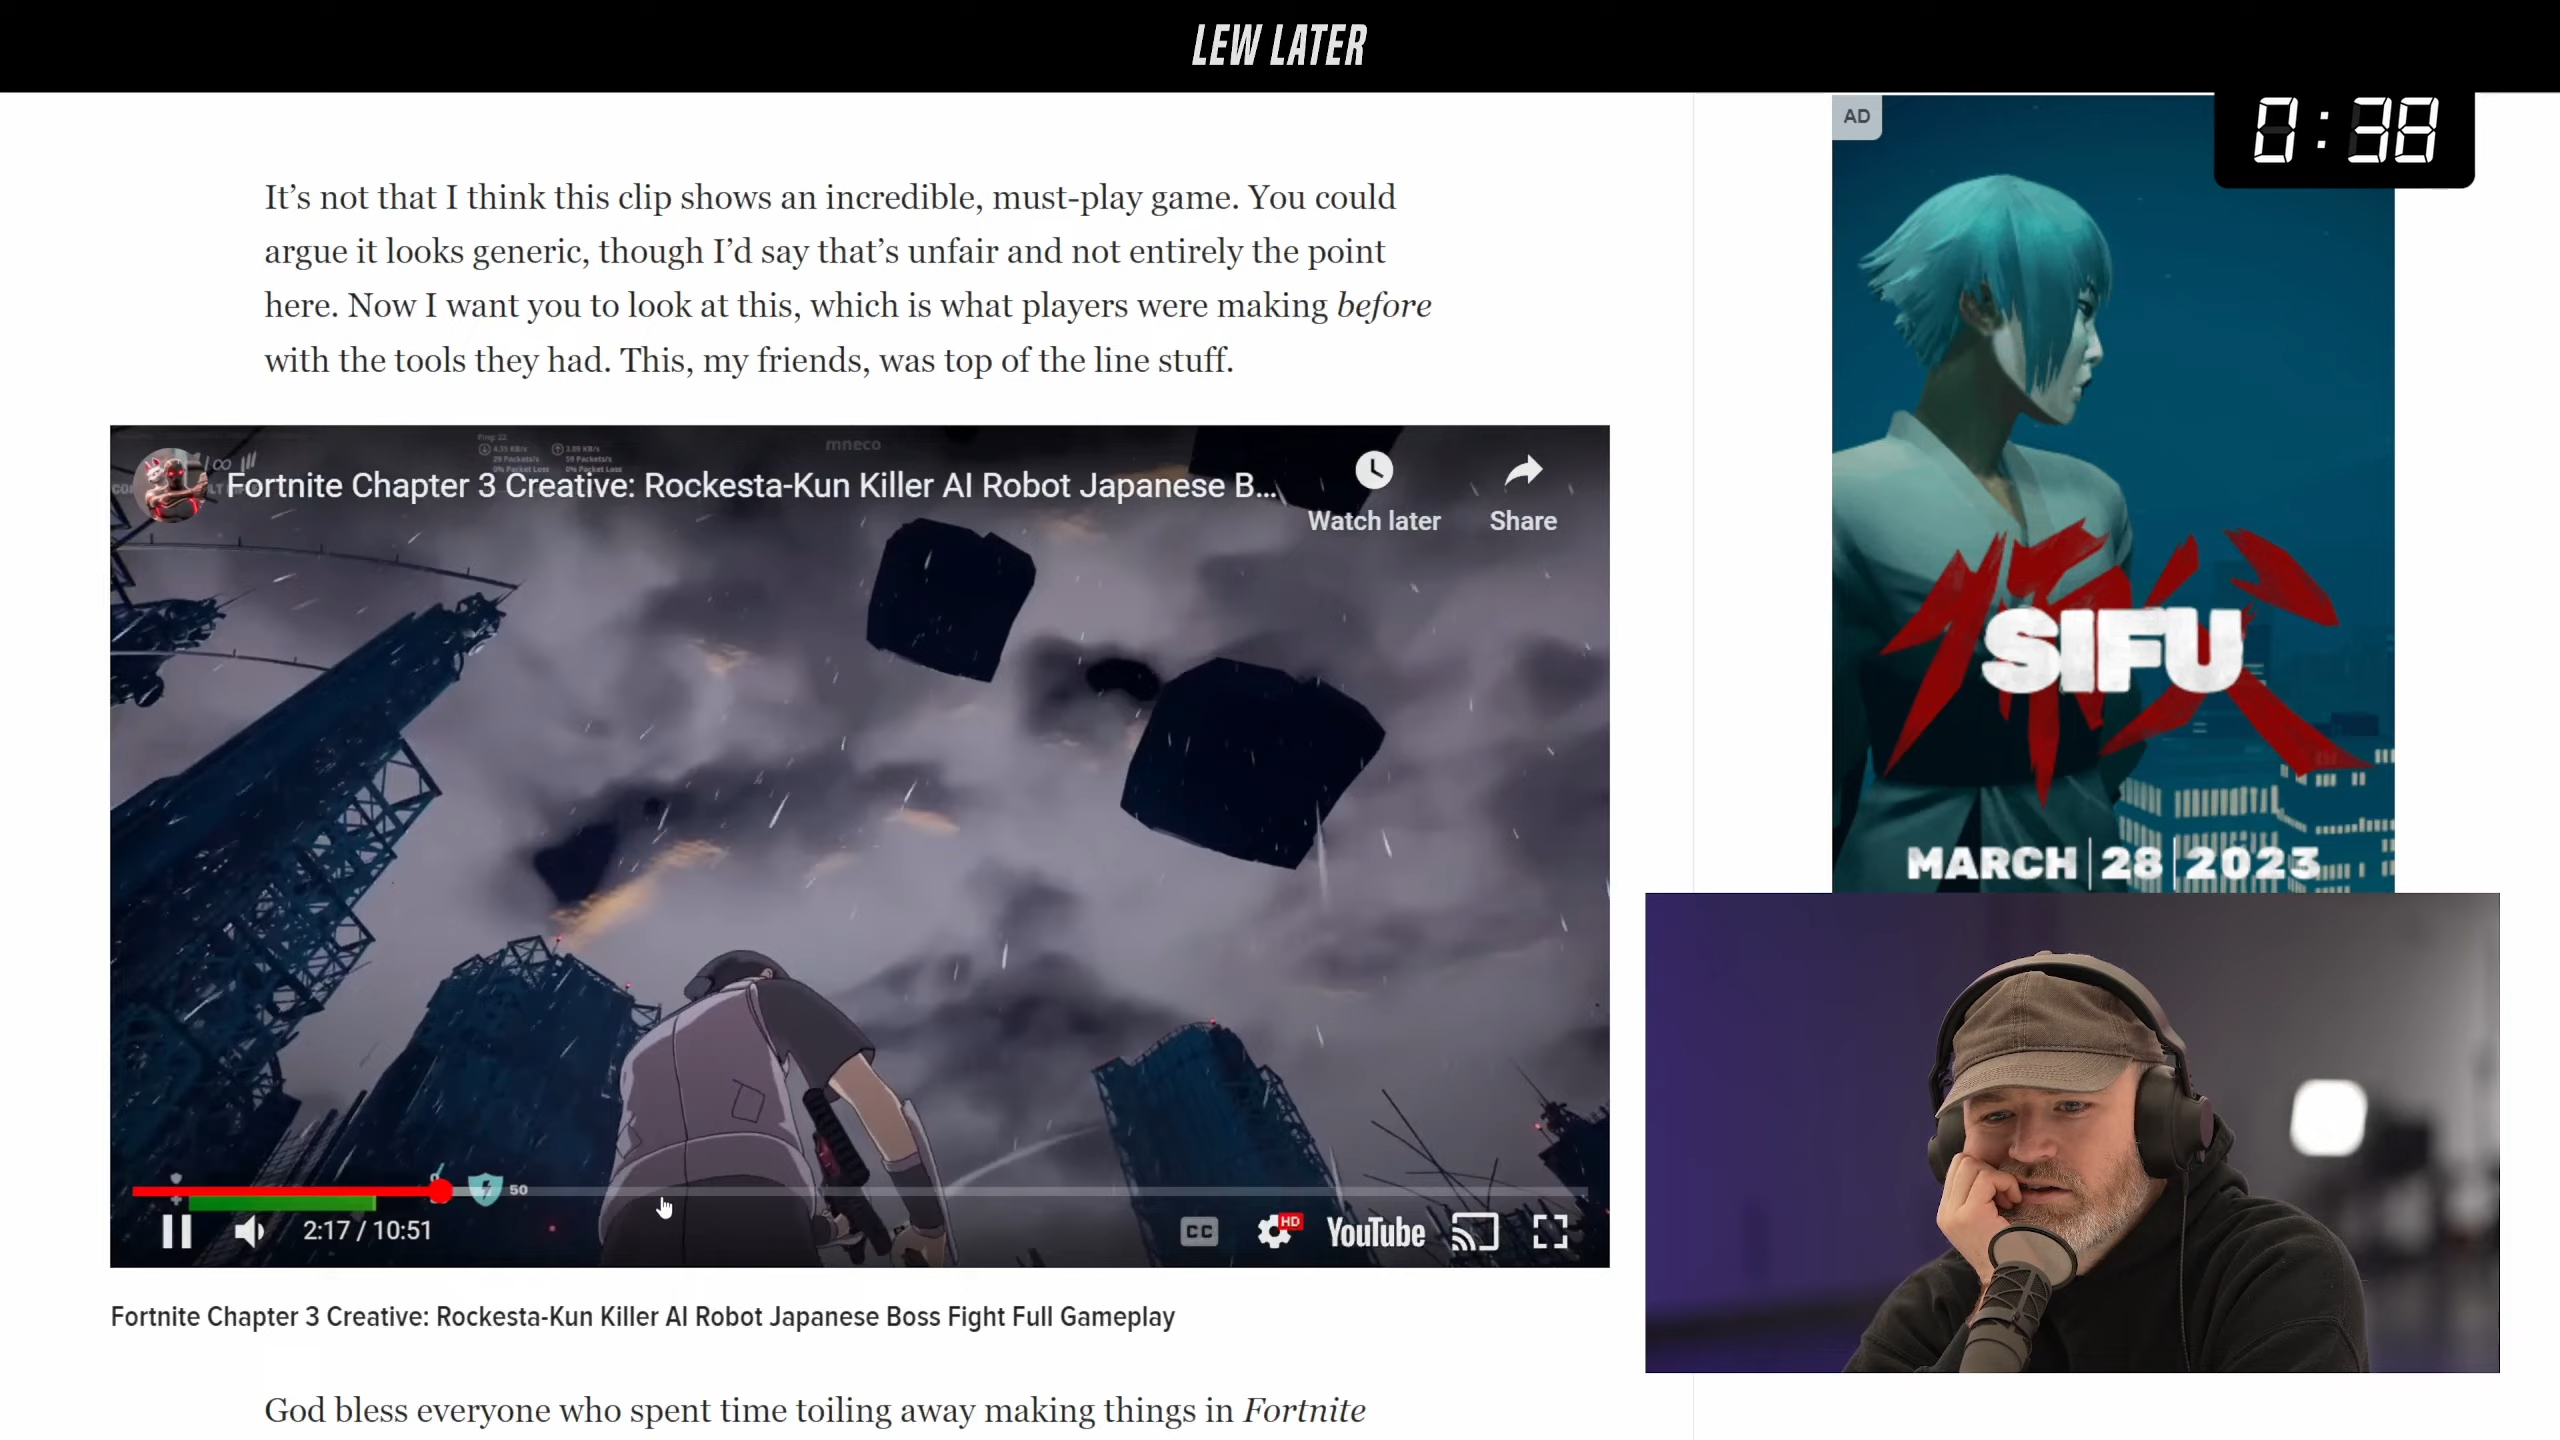 LEW LATER
0:38
AD
It’s not that I think this clip shows an incredible, must-play game. You could
argue it looks generic, though I’d say that’s unfair and not entirely the point
here. Now I want you to look at this, which is what players were making before
with the tools they had. This, my friends, was top of the line stuff.
mneco
Fortnite Chapter 3 Creative: Rockesta-Kun Killer AI Robot Japanese B...
Watch later
Share
師父
SIFU
MARCH | 28 | 2023
50
2:17 / 10:51
CC
HD
YouTube
Fortnite Chapter 3 Creative: Rockesta-Kun Killer AI Robot Japanese Boss Fight Full Gameplay
God bless everyone who spent time toiling away making things in Fortnite